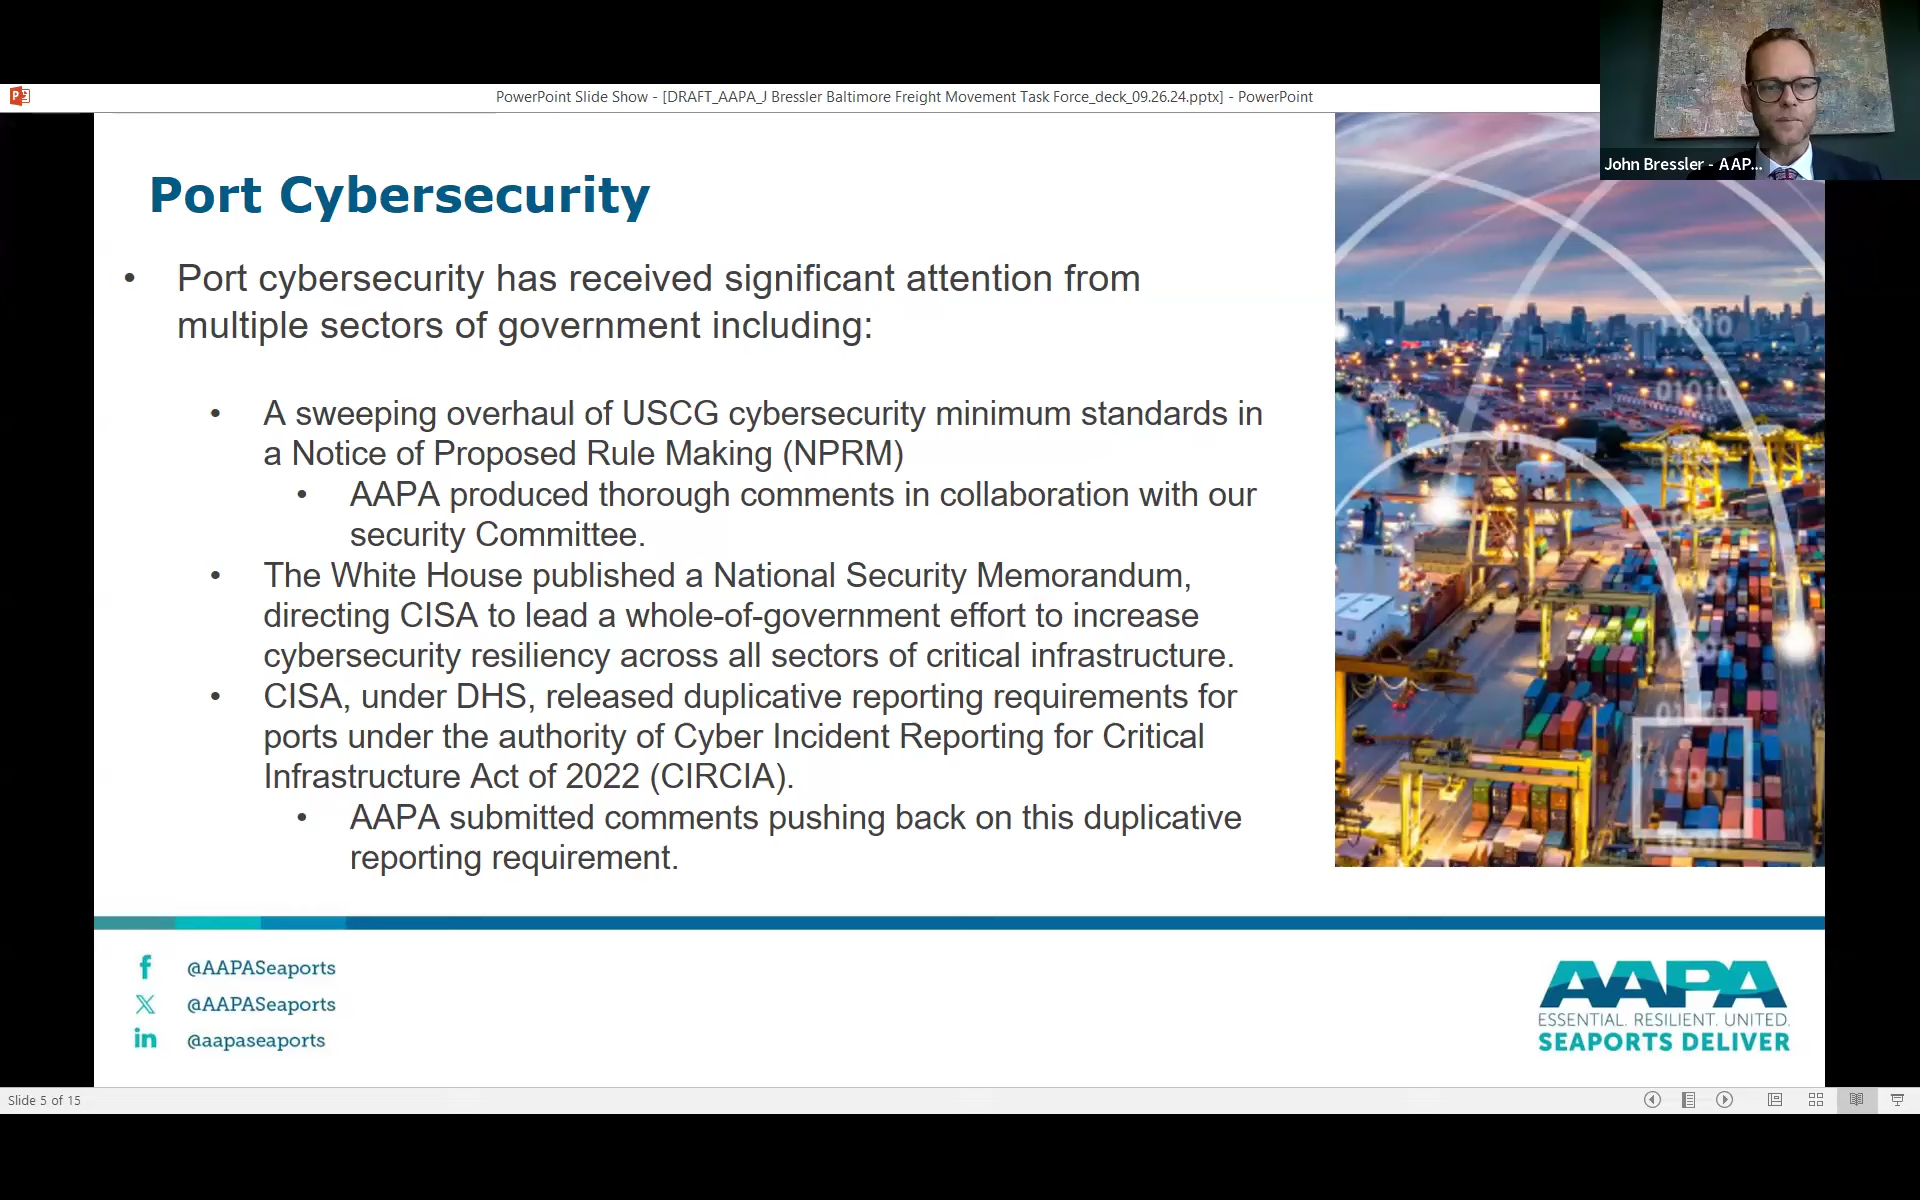 PowerPoint Slide Show - [DRAFT_AAPA_J Bressler Baltimore Freight Movement Task Force_deck_09.26.24.pptx] - PowerPoint
John Bressler - AAP...
Port Cybersecurity
• Port cybersecurity has received significant attention from
multiple sectors of government including:
• A sweeping overhaul of USCG cybersecurity minimum standards in
a Notice of Proposed Rule Making (NPRM)
• AAPA produced thorough comments in collaboration with our
security Committee.
• The White House published a National Security Memorandum,
directing CISA to lead a whole-of-government effort to increase
cybersecurity resiliency across all sectors of critical infrastructure.
• CISA, under DHS, released duplicative reporting requirements for
ports under the authority of Cyber Incident Reporting for Critical
Infrastructure Act of 2022 (CIRCIA).
• AAPA submitted comments pushing back on this duplicative
reporting requirement.
01010
@AAPASeaports
@AAPASeaports
@aapaseaports
AAPA
ESSENTIAL. RESILIENT. UNITED.
SEAPORTS DELIVER
Slide 5 of 15